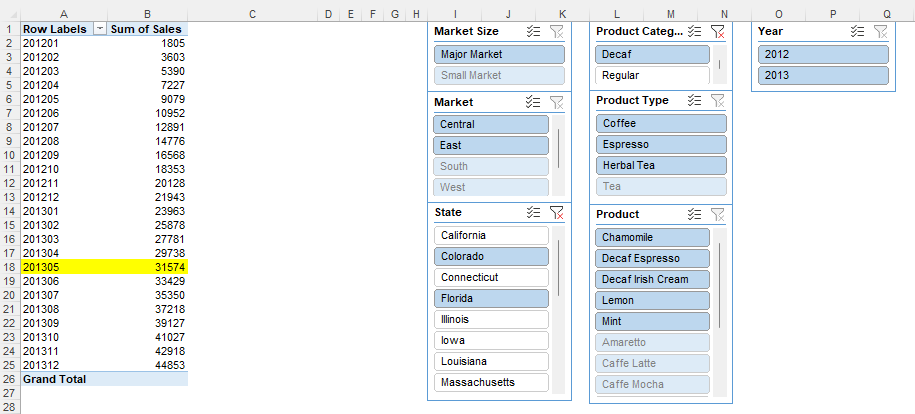 A B C D E F G H I J K L M N O P Q
1 Row Labels Sum of Sales
2 201201 1805
3 201202 3603
4 201203 5390
5 201204 7227
6 201205 9079
7 201206 10952
8 201207 12891
9 201208 14776
10 201209 16568
11 201210 18353
12 201211 20128
13 201212 21943
14 201301 23963
15 201302 25878
16 201303 27781
17 201304 29738
18 201305 31574
19 201306 33429
20 201307 35350
21 201308 37218
22 201309 39127
23 201310 41027
24 201311 42918
25 201312 44853
26 Grand Total
27
28
Market Size
Major Market
Small Market
Market
Central
East
South
West
State
California
Colorado
Connecticut
Florida
Illinois
Iowa
Louisiana
Massachusetts
Product Categ...
Decaf
Regular
Product Type
Coffee
Espresso
Herbal Tea
Tea
Product
Chamomile
Decaf Espresso
Decaf Irish Cream
Lemon
Mint
Amaretto
Caffe Latte
Caffe Mocha
Year
2012
2013